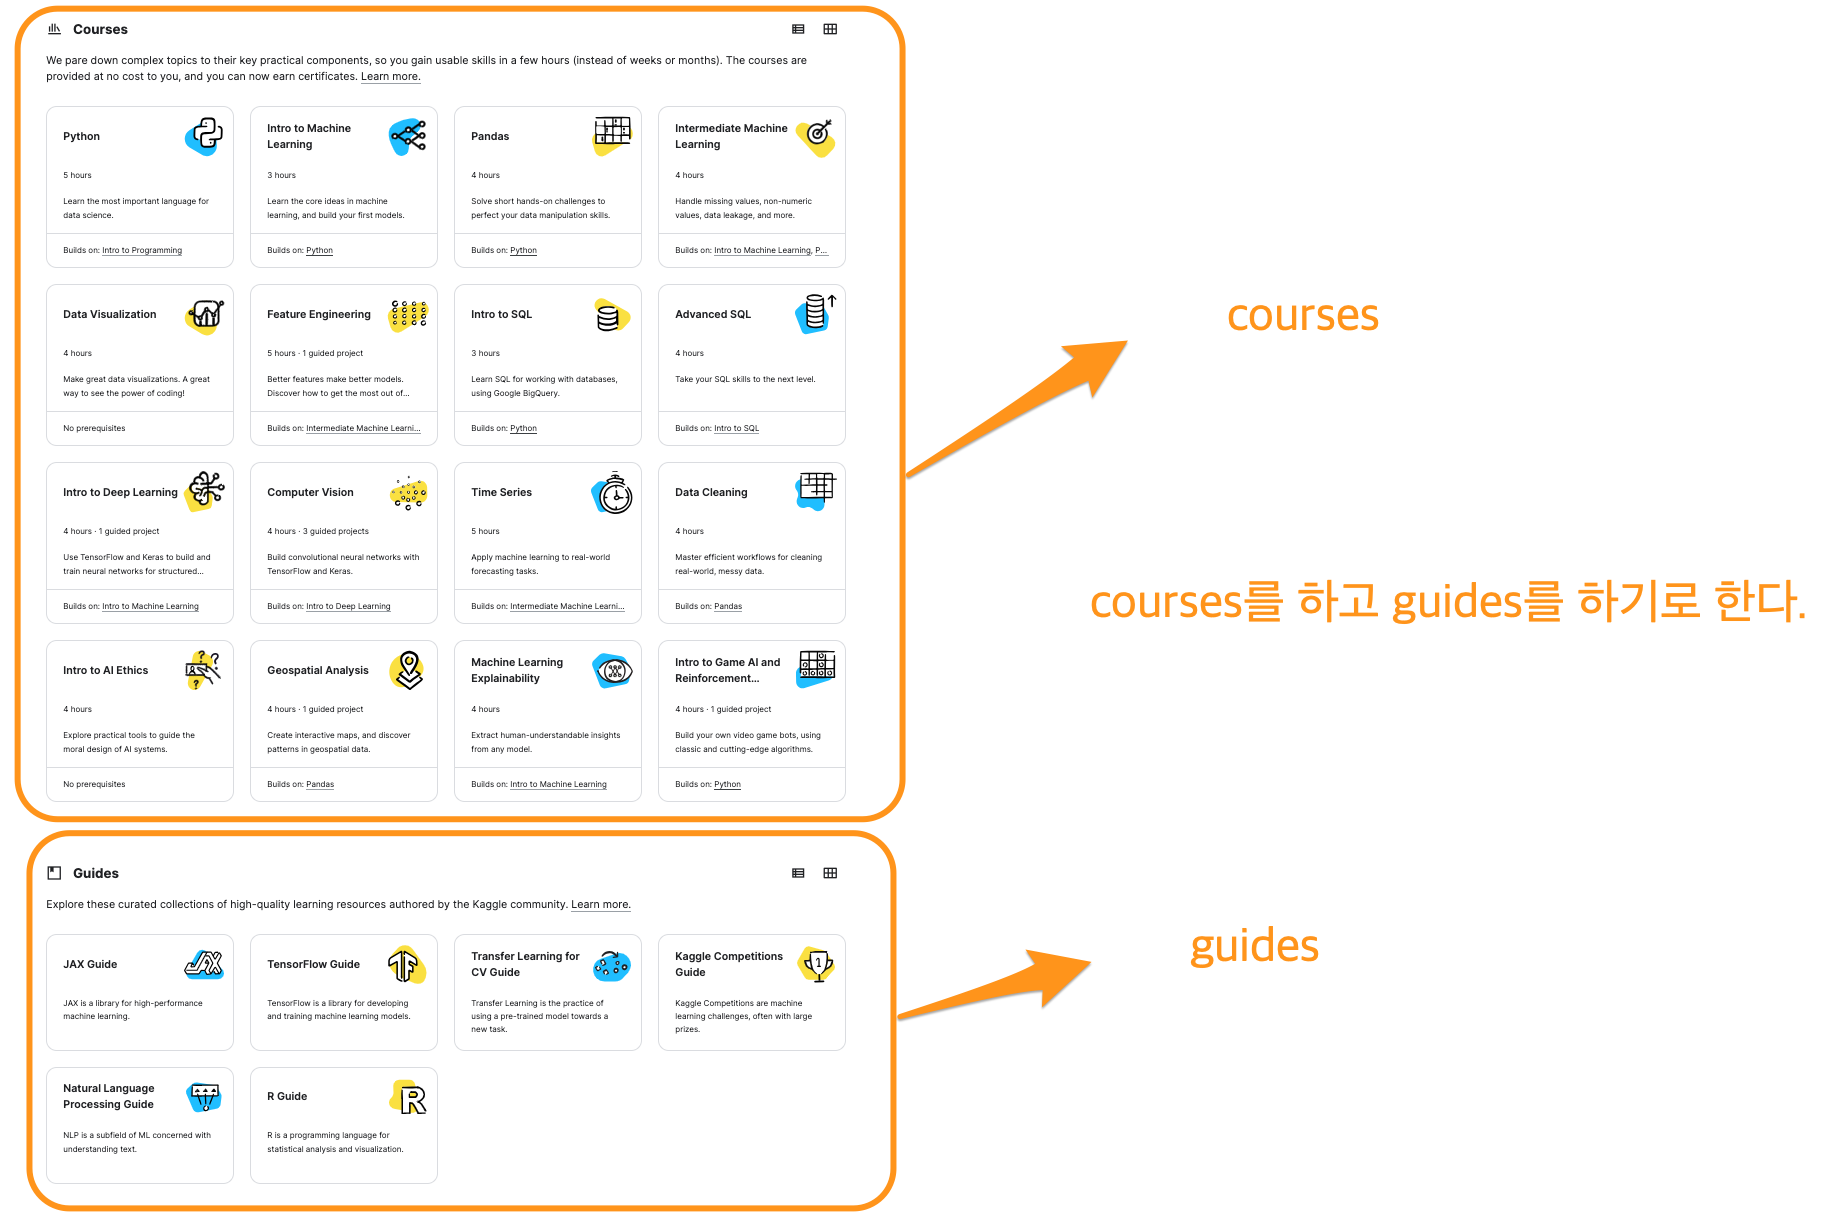 Courses
We pare down complex topics to their key practical components, so you gain usable skills in a few hours (instead of weeks or months). The courses are
provided at no cost to you, and you can now earn certificates. Learn more.
Python
5 hours
Learn the most important language for
data science.
Builds on: Intro to Programming
Intro to Machine
Learning
3 hours
Learn the core ideas in machine
learning, and build your first models.
Builds on: Python
Pandas
4 hours
Solve short hands-on challenges to
perfect your data manipulation skills.
Builds on: Python
Intermediate Machine
Learning
4 hours
Handle missing values, non-numeric
values, data leakage, and more.
Builds on: Intro to Machine Learning, P...
Data Visualization
4 hours
Make great data visualizations. A great
way to see the power of coding!
No prerequisites
Feature Engineering
5 hours · 1 guided project
Better features make better models.
Discover how to get the most out of...
Builds on: Intermediate Machine Learni...
Intro to SQL
3 hours
Learn SQL for working with databases,
using Google BigQuery.
Builds on: Python
Advanced SQL
4 hours
Take your SQL skills to the next level.
Builds on: Intro to SQL
Intro to Deep Learning
4 hours · 1 guided project
Use TensorFlow and Keras to build and
train neural networks for structured...
Builds on: Intro to Machine Learning
Computer Vision
4 hours · 3 guided projects
Build convolutional neural networks with
TensorFlow and Keras.
Builds on: Intro to Deep Learning
Time Series
5 hours
Apply machine learning to real-world
forecasting tasks.
Builds on: Intermediate Machine Learni...
Data Cleaning
4 hours
Master efficient workflows for cleaning
real-world, messy data.
Builds on: Pandas
Intro to AI Ethics
4 hours
Explore practical tools to guide the
moral design of AI systems.
No prerequisites
Geospatial Analysis
4 hours · 1 guided project
Create interactive maps, and discover
patterns in geospatial data.
Builds on: Pandas
Machine Learning
Explainability
4 hours
Extract human-understandable insights
from any model.
Builds on: Intro to Machine Learning
Intro to Game AI and
Reinforcement...
4 hours · 1 guided project
Build your own video game bots, using
classic and cutting-edge algorithms.
Builds on: Python
courses
courses를 하고 guides를 하기로 한다.
Guides
Explore these curated collections of high-quality learning resources authored by the Kaggle community. Learn more.
JAX Guide
JAX
JAX is a library for high-performance
machine learning.
TensorFlow Guide
TensorFlow is a library for developing
and training machine learning models.
Transfer Learning for
CV Guide
Transfer Learning is the practice of
using a pre-trained model towards a
new task.
Kaggle Competitions
Guide
1
Kaggle Competitions are machine
learning challenges, often with large
prizes.
Natural Language
Processing Guide
NLP is a subfield of ML concerned with
understanding text.
R Guide
R
R is a programming language for
statistical analysis and visualization.
guides